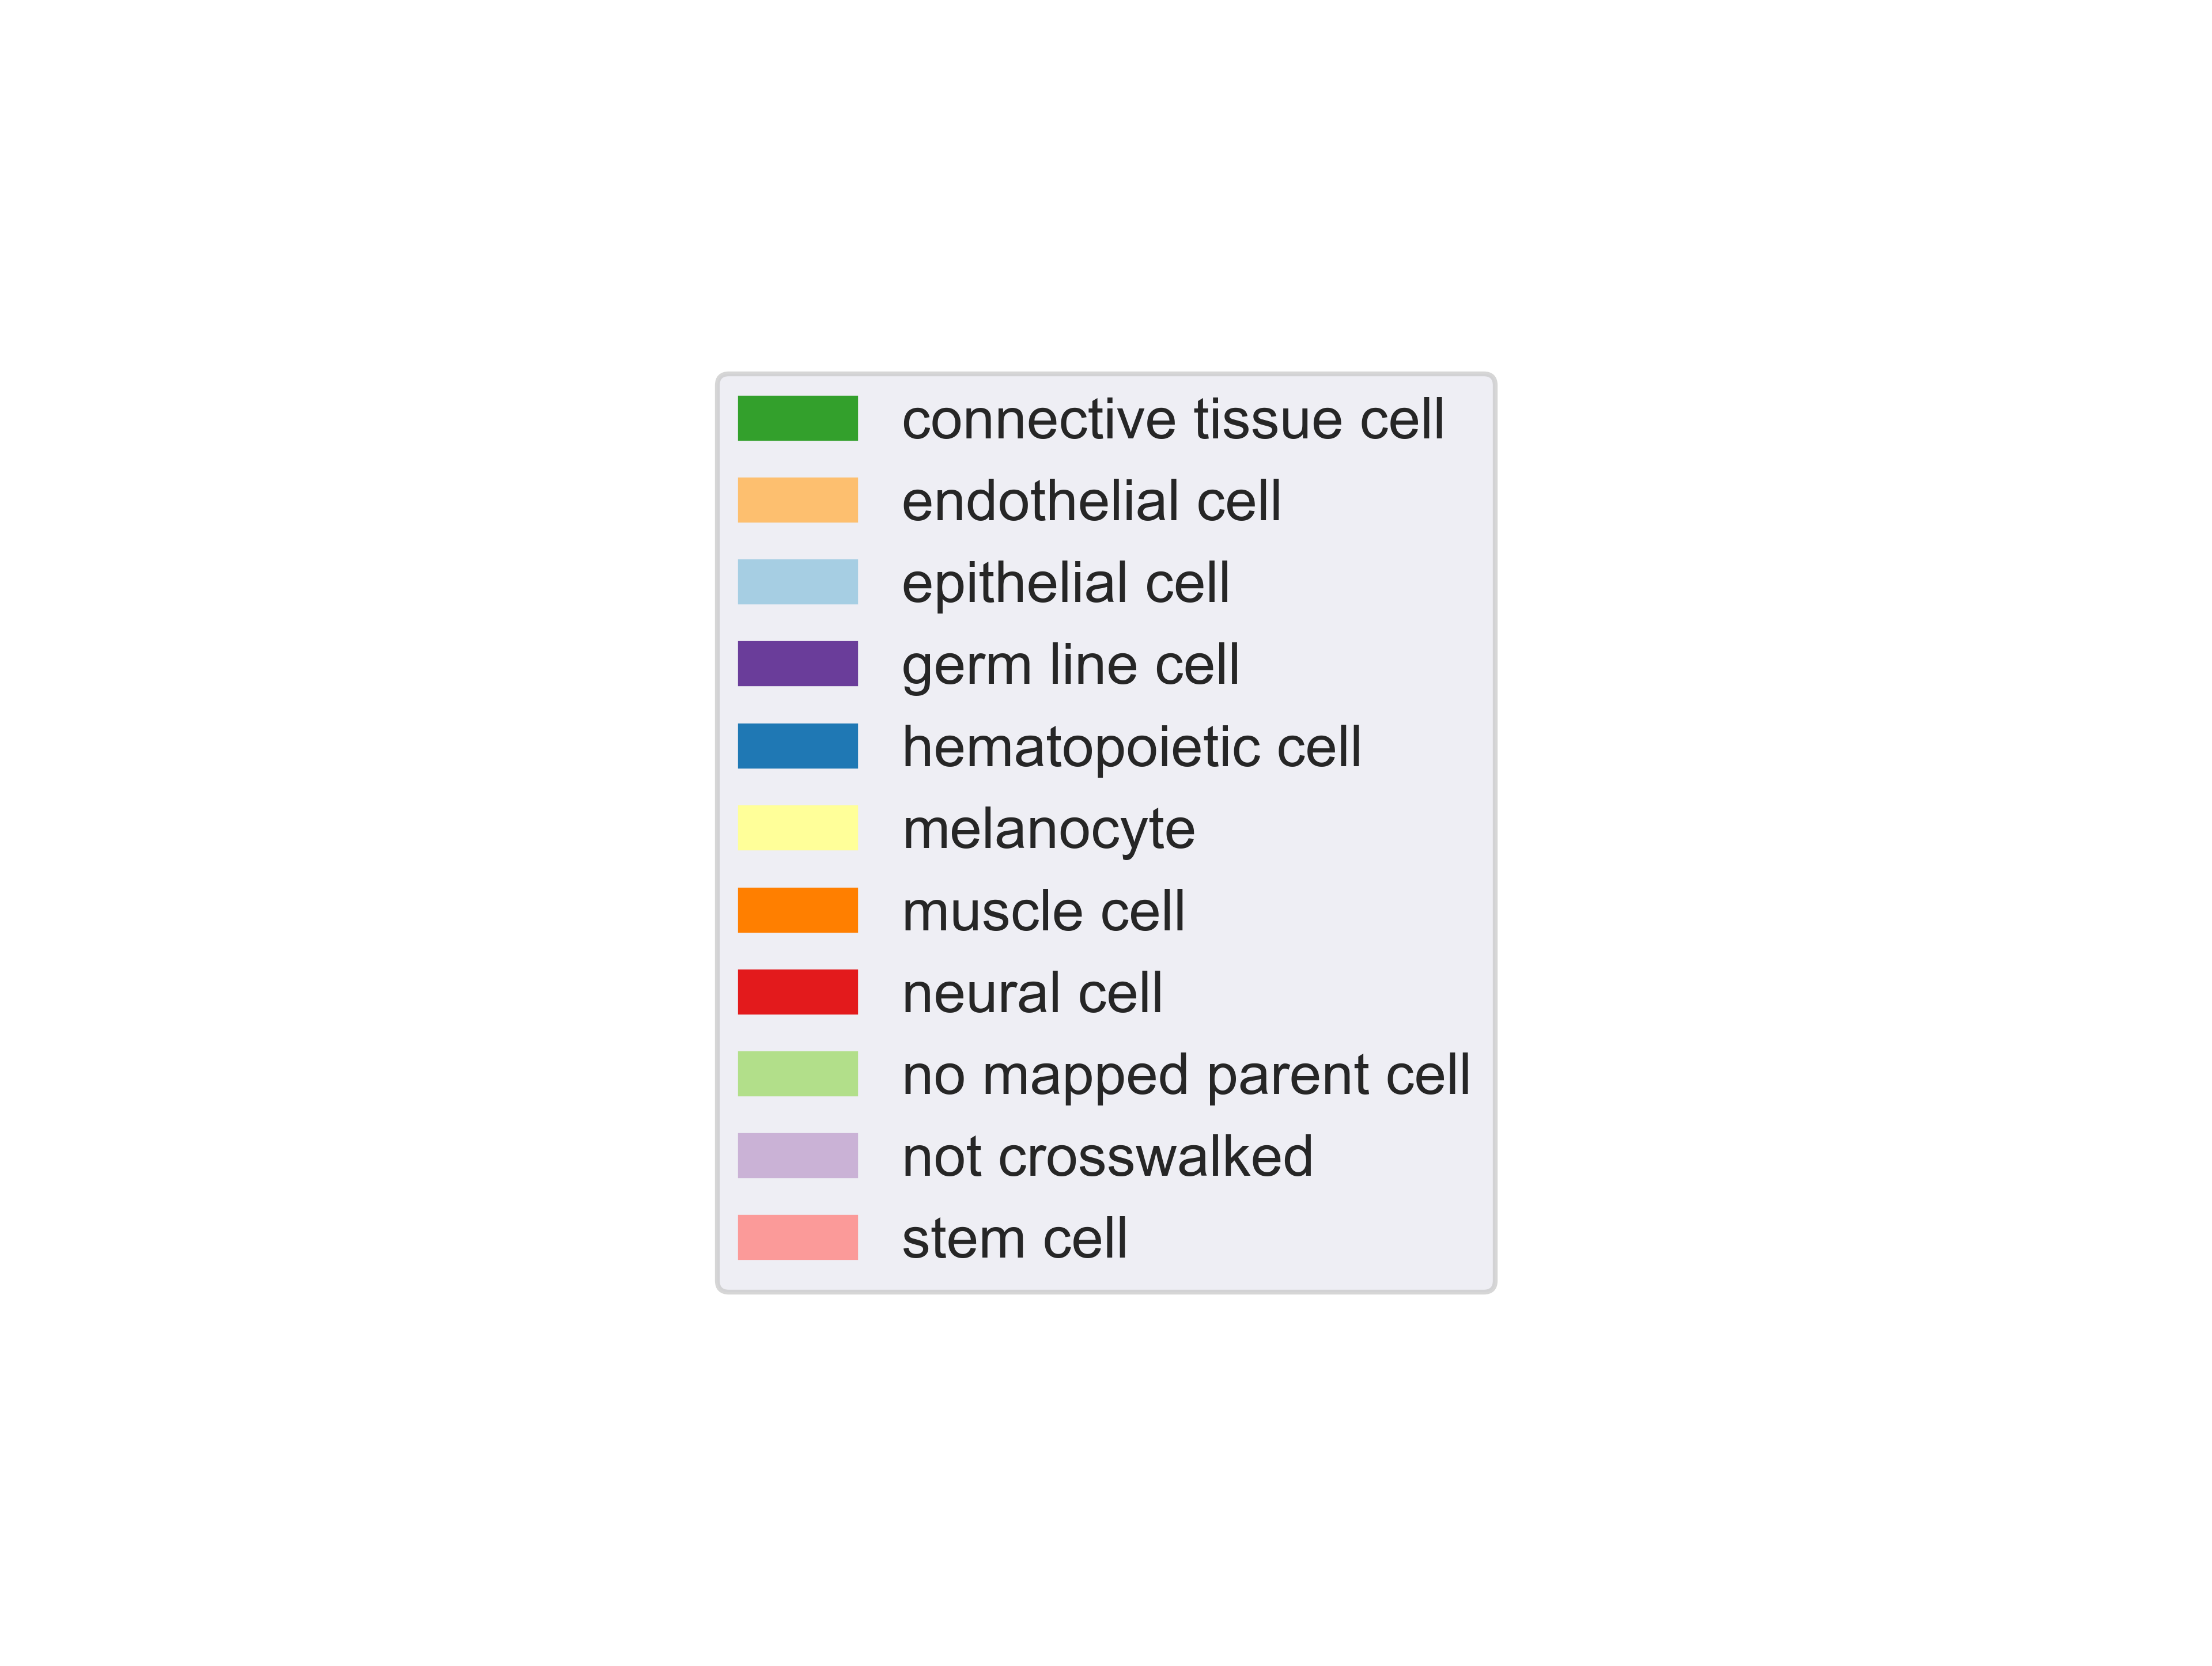 connective tissue cell
endothelial cell
epithelial cell
germ line cell
hematopoietic cell
melanocyte
muscle cell
neural cell
no mapped parent cell
not crosswalked
stem cell